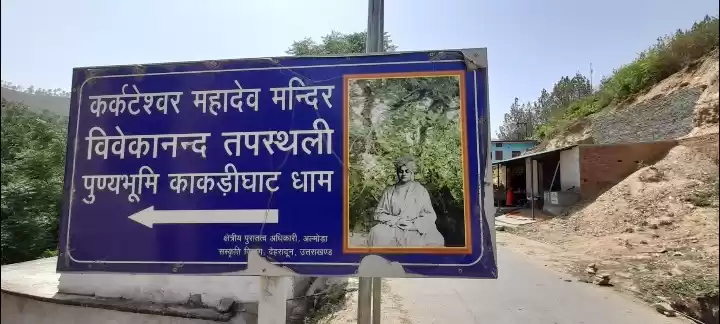 कर्कटेश्वर महादेव मन्दिर
विवेकानन्द तपस्थली
पुण्यभूमि काकड़ीघाट धाम
क्षेत्रीय पुरातत्व अधिकारी, अल्मोड़ा
संस्कृति देहरादून, उत्तराखण्ड